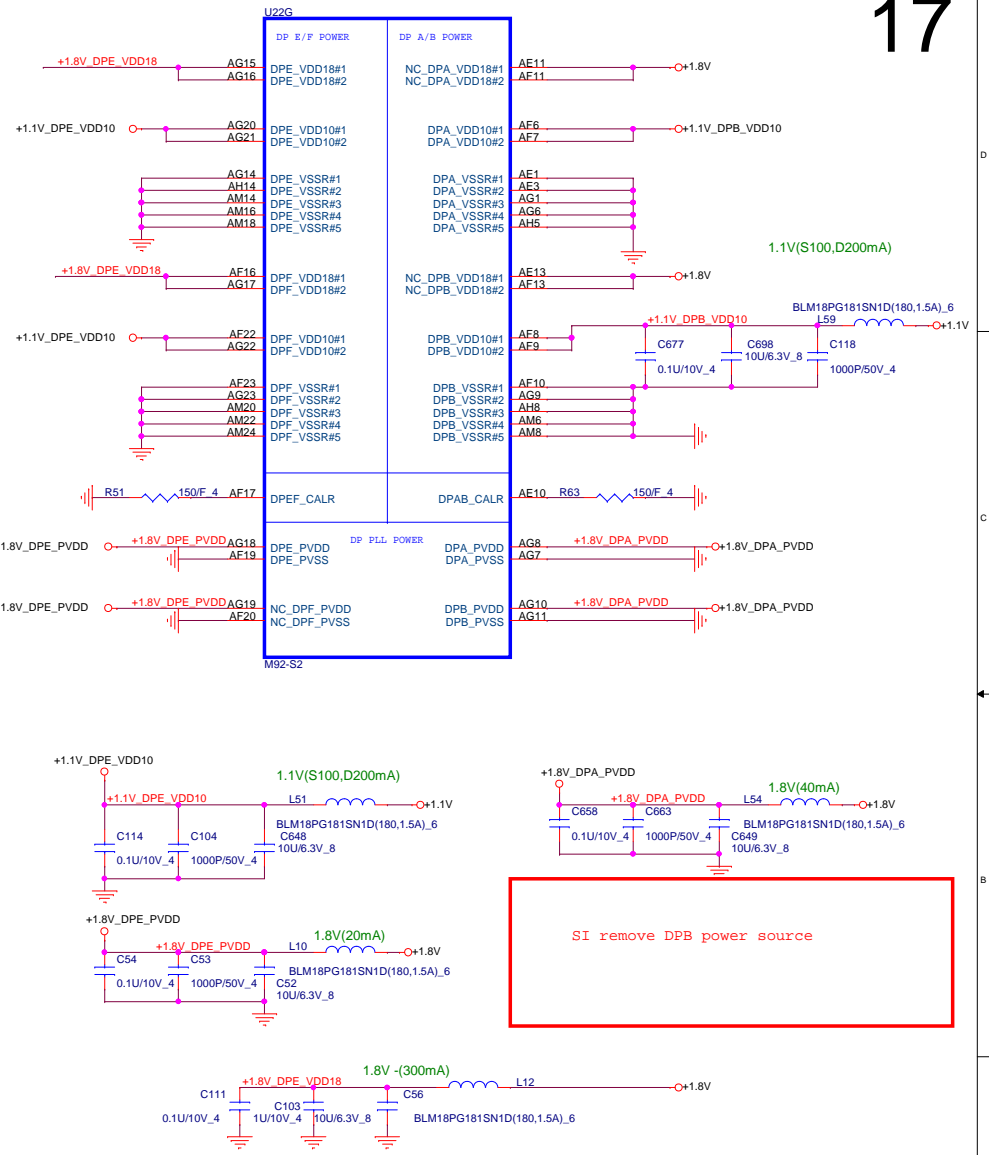 17
U22G
DP E/F POWER
DP A/B POWER
+1.8V_DPE_VDD18
AG15
DPE_VDD18#1
NC_DPA_VDD18#1
AE11
+1.8V
AG16
DPE_VDD18#2
NC_DPA_VDD18#2
AF11
+1.1V_DPE_VDD10
AG20
DPE_VDD10#1
DPA_VDD10#1
AF6
+1.1V_DPB_VDD10
AG21
DPE_VDD10#2
DPA_VDD10#2
AF7
D
AG14
DPE_VSSR#1
DPA_VSSR#1
AE1
AH14
DPE_VSSR#2
DPA_VSSR#2
AE3
AM14
DPE_VSSR#3
DPA_VSSR#3
AG1
AM16
DPE_VSSR#4
DPA_VSSR#4
AG6
AM18
DPE_VSSR#5
DPA_VSSR#5
AH5
1.1V(S100,D200mA)
+1.8V_DPE_VDD18
AF16
DPF_VDD18#1
NC_DPB_VDD18#1
AE13
+1.8V
AG17
DPF_VDD18#2
NC_DPB_VDD18#2
AF13
BLM18PG181SN1D(180,1.5A)_6
+1.1V_DPB_VDD10
L59
+1.1V
+1.1V_DPE_VDD10
AF22
DPF_VDD10#1
DPB_VDD10#1
AF8
AG22
DPF_VDD10#2
DPB_VDD10#2
AF9
C677
0.1U/10V_4
C698
10U/6.3V_8
C118
1000P/50V_4
AF23
DPF_VSSR#1
DPB_VSSR#1
AF10
AG23
DPF_VSSR#2
DPB_VSSR#2
AG9
AM20
DPF_VSSR#3
DPB_VSSR#3
AH8
AM22
DPF_VSSR#4
DPB_VSSR#4
AM6
AM24
DPF_VSSR#5
DPB_VSSR#5
AM8
R51
150/F_4
AF17
DPEF_CALR
DPAB_CALR
AE10
R63
150/F_4
C
DP PLL POWER
1.8V_DPE_PVDD
+1.8V_DPE_PVDD
AG18
DPE_PVDD
DPA_PVDD
AG8
+1.8V_DPA_PVDD
+1.8V_DPA_PVDD
AF19
DPE_PVSS
DPA_PVSS
AG7
1.8V_DPE_PVDD
+1.8V_DPE_PVDD
AG19
NC_DPF_PVDD
DPB_PVDD
AG10
+1.8V_DPA_PVDD
+1.8V_DPA_PVDD
AF20
NC_DPF_PVSS
DPB_PVSS
AG11
M92-S2
+1.1V_DPE_VDD10
1.1V(S100,D200mA)
+1.1V_DPE_VDD10
L51
+1.1V
BLM18PG181SN1D(180,1.5A)_6
C114
0.1U/10V_4
C104
1000P/50V_4
C648
10U/6.3V_8
+1.8V_DPA_PVDD
1.8V(40mA)
+1.8V_DPA_PVDD
L54
+1.8V
BLM18PG181SN1D(180,1.5A)_6
C658
0.1U/10V_4
C663
1000P/50V_4
C649
10U/6.3V_8
B
+1.8V_DPE_PVDD
1.8V(20mA)
+1.8V_DPE_PVDD
L10
+1.8V
BLM18PG181SN1D(180,1.5A)_6
C54
0.1U/10V_4
C53
1000P/50V_4
C52
10U/6.3V_8
SI remove DPB power source
1.8V -(300mA)
+1.8V_DPE_VDD18
L12
+1.8V
BLM18PG181SN1D(180,1.5A)_6
C111
0.1U/10V_4
C103
1U/10V_4
C56
10U/6.3V_8